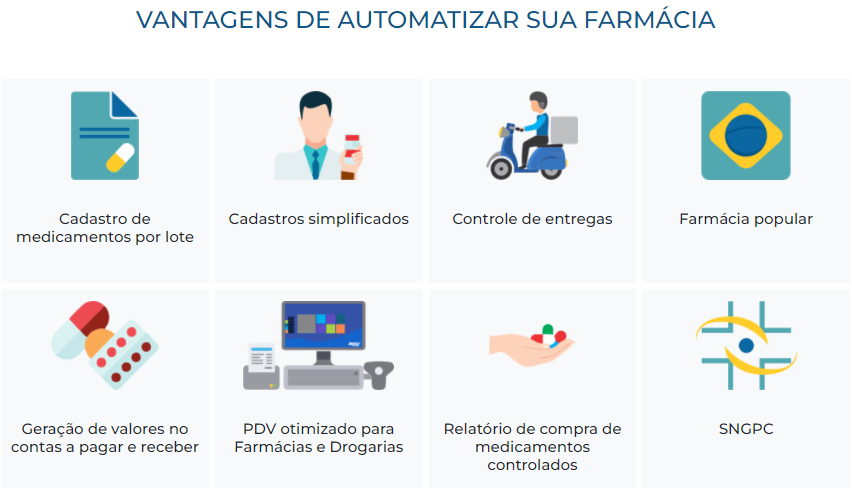 VANTAGENS DE AUTOMATIZAR SUA FARMÁCIA
Cadastro de
medicamentos por lote
Cadastros simplificados
Controle de entregas
Farmácia popular
Geração de valores no
contas a pagar e receber
PDV otimizado para
Farmácias e Drogarias
Relatório de compra de
medicamentos
controlados
SNGPC